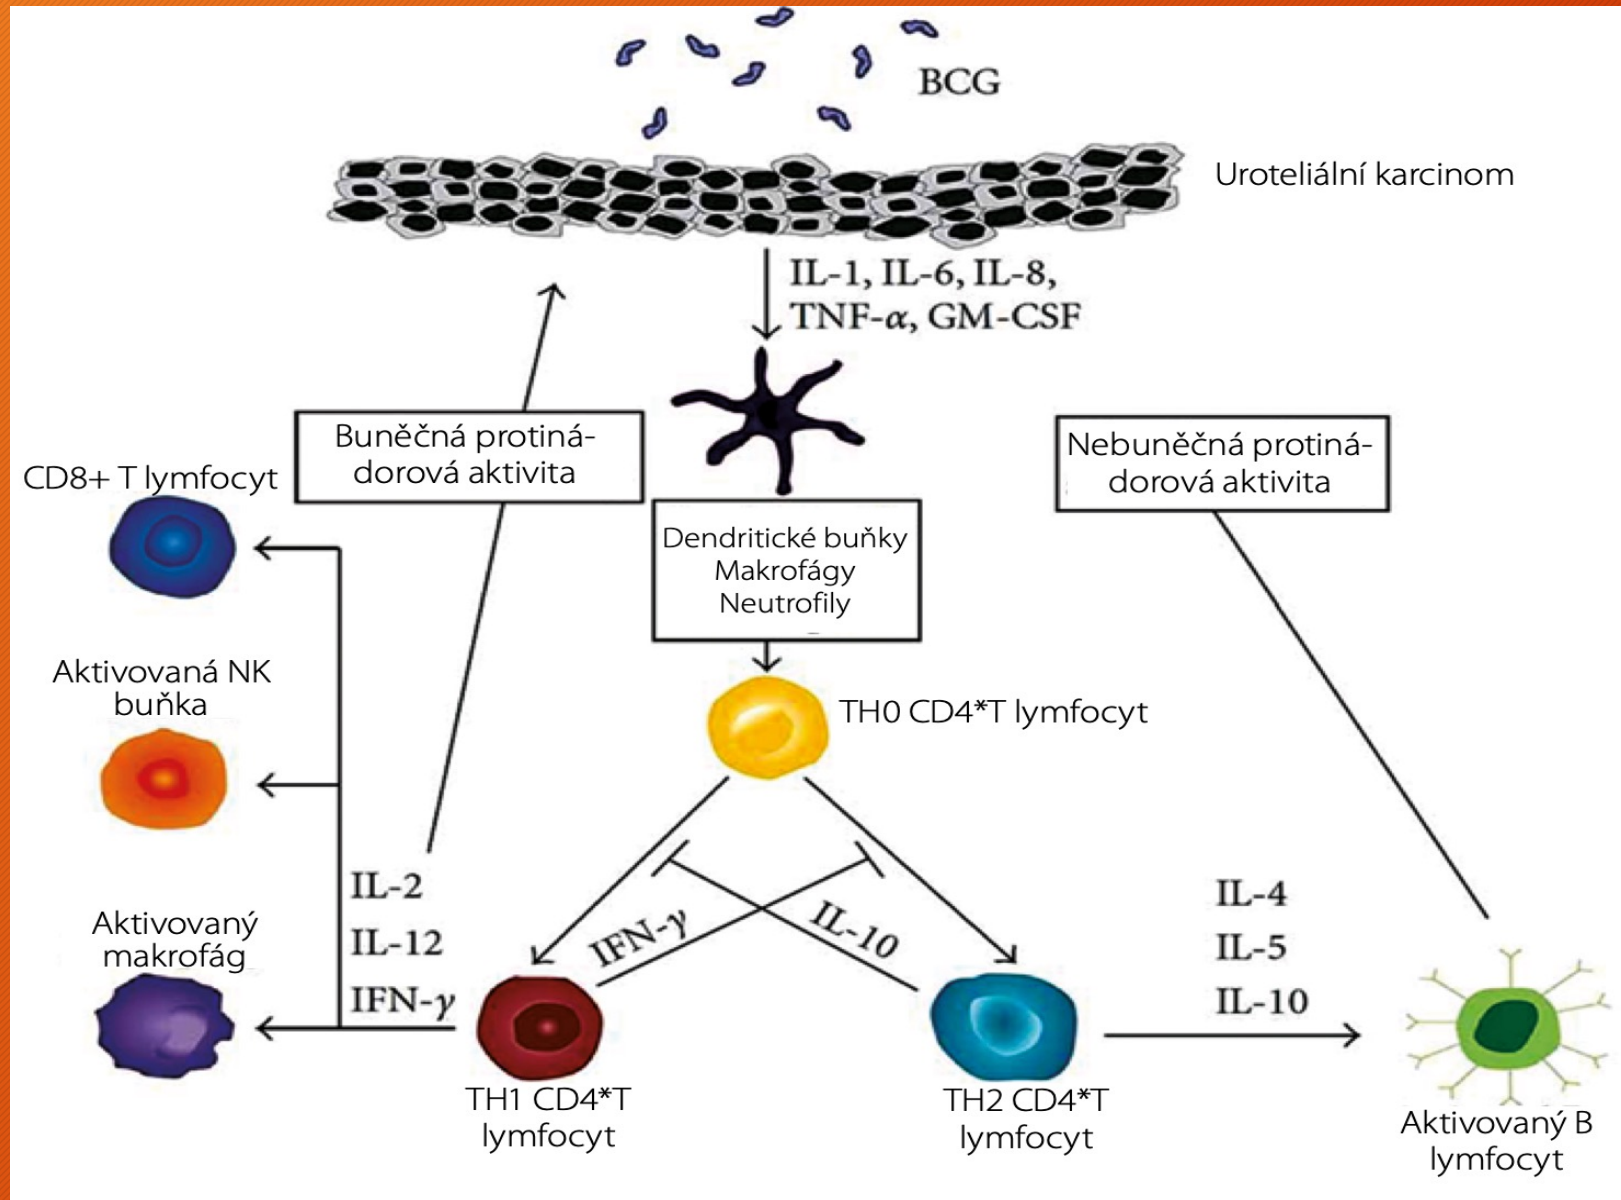 BCG
Uroteliální karcinom
IL-1, IL-6, IL-8,
TNF-α, GM-CSF
Buněčná protiná-
dorová aktivita
Nebuněčná protiná-
dorová aktivita
CD8+ T lymfocyt
Dendritické buňky
Makrofágy
Neutrofily
Aktivovaná NK
buňka
TH0 CD4*T lymfocyt
IL-2
IL-12
IFN-γ
Aktivovaný
makrofág
IFN-γ
IL-10
IL-4
IL-5
IL-10
TH1 CD4*T
lymfocyt
TH2 CD4*T
lymfocyt
Aktivovaný B
lymfocyt